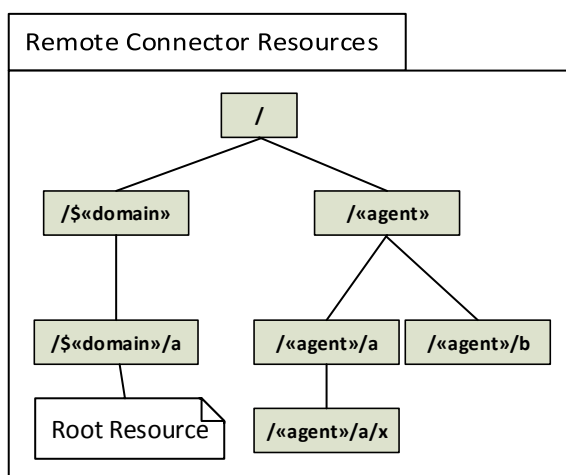 Remote Connector Resources
/
/$«domain»
/«agent»
/$«domain»/a
/«agent»/a
/«agent»/b
Root Resource
/«agent»/a/x